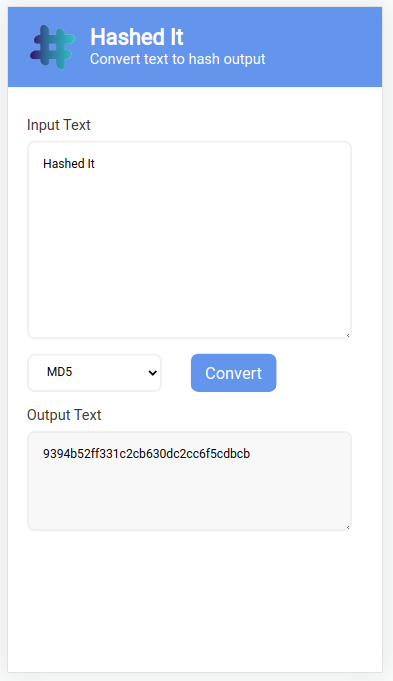 Hashed It
Convert text to hash output
Input Text
Hashed It
MD5
Convert
Output Text
9394b52ff331c2cb630dc2cc6f5cdbcb